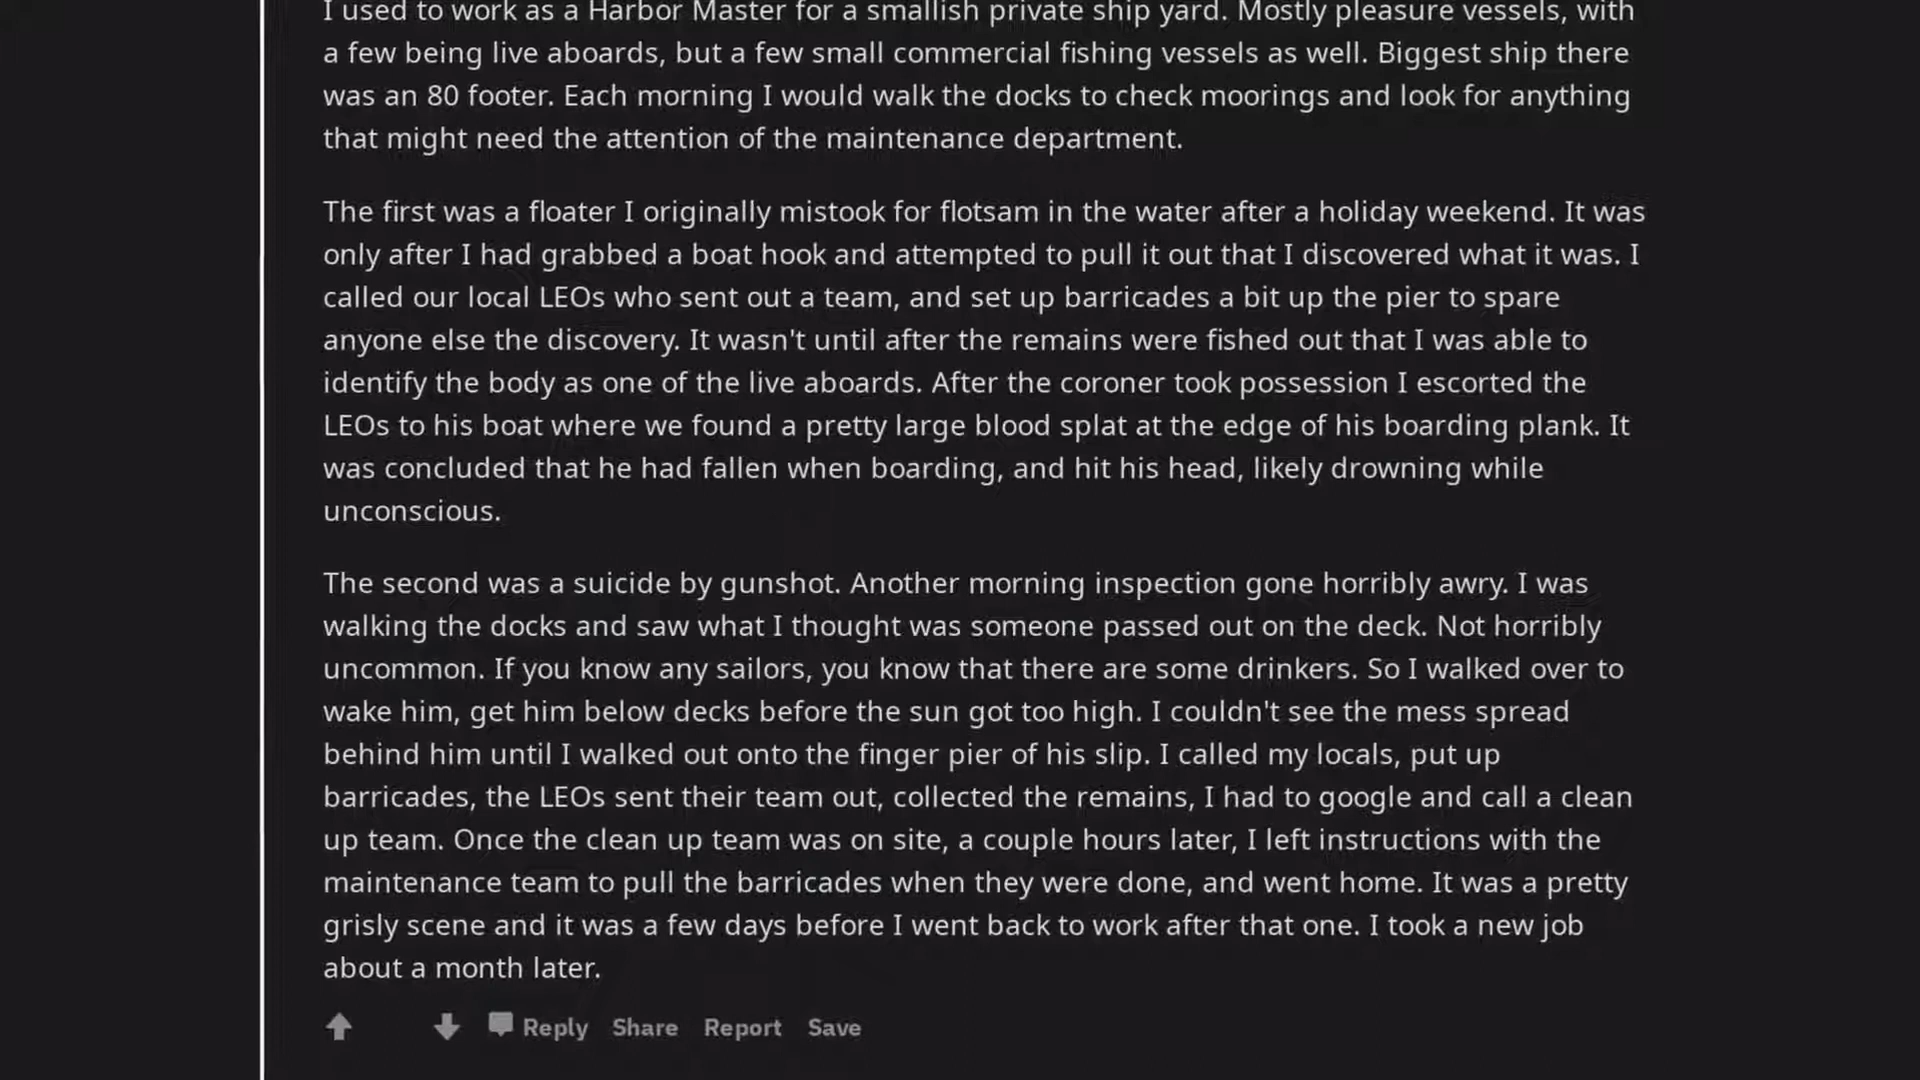 I used to work as a Harbor Master for a smallish private ship yard. Mostly pleasure vessels, with
a few being live aboards, but a few small commercial fishing vessels as well. Biggest ship there
was an 80 footer. Each morning I would walk the docks to check moorings and look for anything
that might need the attention of the maintenance department.
The first was a floater I originally mistook for flotsam in the water after a holiday weekend. It was
only after I had grabbed a boat hook and attempted to pull it out that I discovered what it was. I
called our local LEOs who sent out a team, and set up barricades a bit up the pier to spare
anyone else the discovery. It wasn't until after the remains were fished out that I was able to
identify the body as one of the live aboards. After the coroner took possession I escorted the
LEOs to his boat where we found a pretty large blood splat at the edge of his boarding plank. It
was concluded that he had fallen when boarding, and hit his head, likely drowning while
unconscious.
The second was a suicide by gunshot. Another morning inspection gone horribly awry. I was
walking the docks and saw what I thought was someone passed out on the deck. Not horribly
uncommon. If you know any sailors, you know that there are some drinkers. So I walked over to
wake him, get him below decks before the sun got too high. I couldn't see the mess spread
behind him until I walked out onto the finger pier of his slip. I called my locals, put up
barricades, the LEOs sent their team out, collected the remains, I had to google and call a clean
up team. Once the clean up team was on site, a couple hours later, I left instructions with the
maintenance team to pull the barricades when they were done, and went home. It was a pretty
grisly scene and it was a few days before I went back to work after that one. I took a new job
about a month later.
Reply Share Report Save